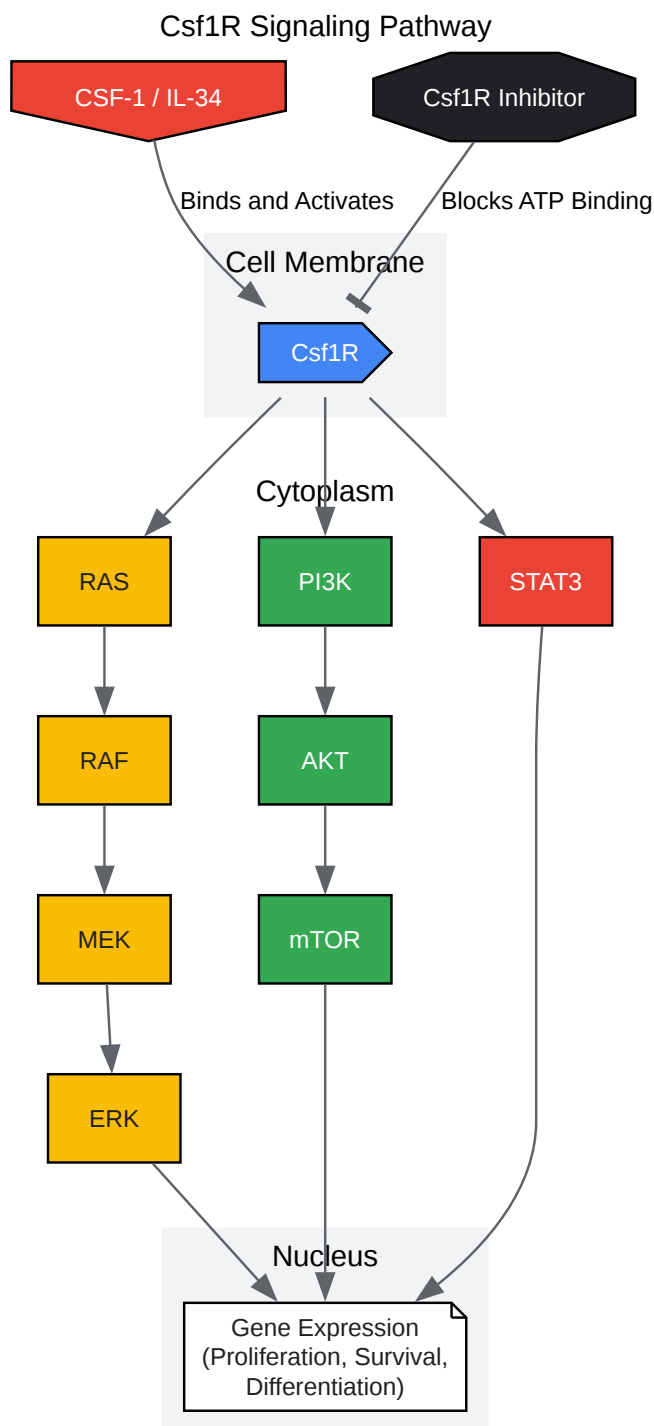 Csf1R Signaling Pathway
CSF-1 / IL-34
Csf1R Inhibitor
Binds and Activates
Blocks ATP Binding
Cell Membrane
Csf1R
Cytoplasm
RAS
PI3K
STAT3
RAF
AKT
MEK
mTOR
ERK
Nucleus
Gene Expression
(Proliferation, Survival,
Differentiation)